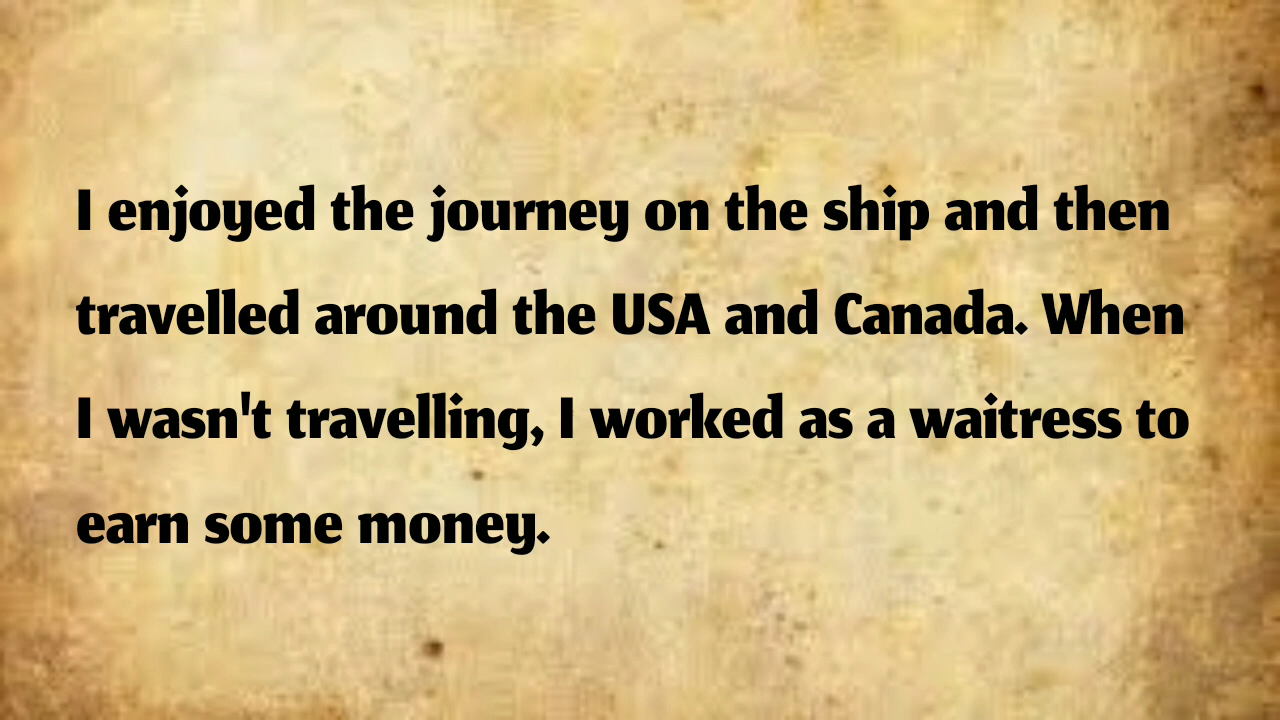 I enjoyed the journey on the ship and then
travelled around the USA and Canada. When
I wasn't travelling, I worked as a waitress to
earn some money.